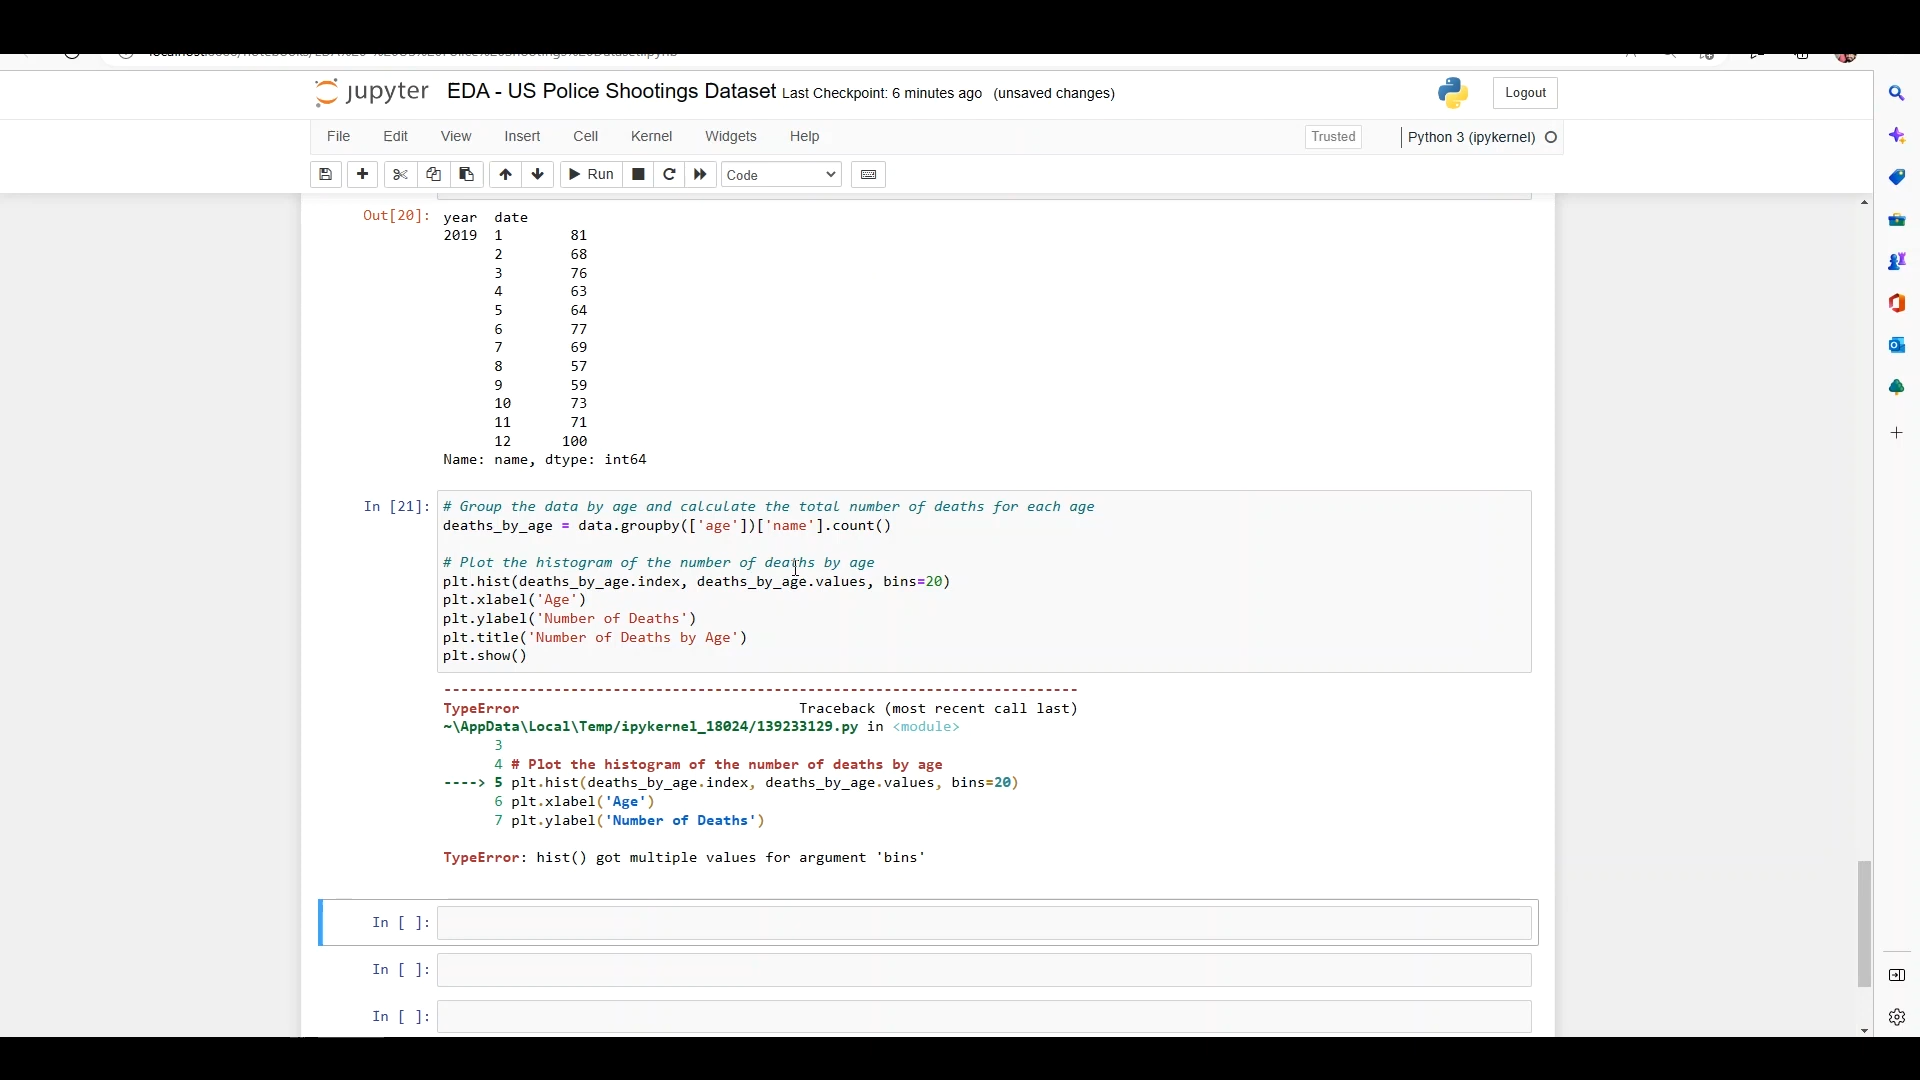 jupyter EDA - US Police Shootings Dataset Last Checkpoint: 6 minutes ago (unsaved changes) Logout
File Edit View Insert Cell Kernel Widgets Help Trusted Python 3 (ipykernel)
Run Code
Out[20]: year date
2019 1 81
2 68
3 76
4 63
5 64
6 77
7 69
8 57
9 59
10 73
11 71
12 100
Name: name, dtype: int64
In [21]: # Group the data by age and calculate the total number of deaths for each age
deaths_by_age = data.groupby(['age'])['name'].count()
# Plot the histogram of the number of deaths by age
plt.hist(deaths_by_age.index, deaths_by_age.values, bins=20)
plt.xlabel('Age')
plt.ylabel('Number of Deaths')
plt.title('Number of Deaths by Age')
plt.show()
---------------------------------------------------------------------------
TypeError Traceback (most recent call last)
~\AppData\Local\Temp/ipykernel_18024/139233129.py in <module>
3
4 # Plot the histogram of the number of deaths by age
----> 5 plt.hist(deaths_by_age.index, deaths_by_age.values, bins=20)
6 plt.xlabel('Age')
7 plt.ylabel('Number of Deaths')
TypeError: hist() got multiple values for argument 'bins'
In [ ]:
In [ ]:
In [ ]: